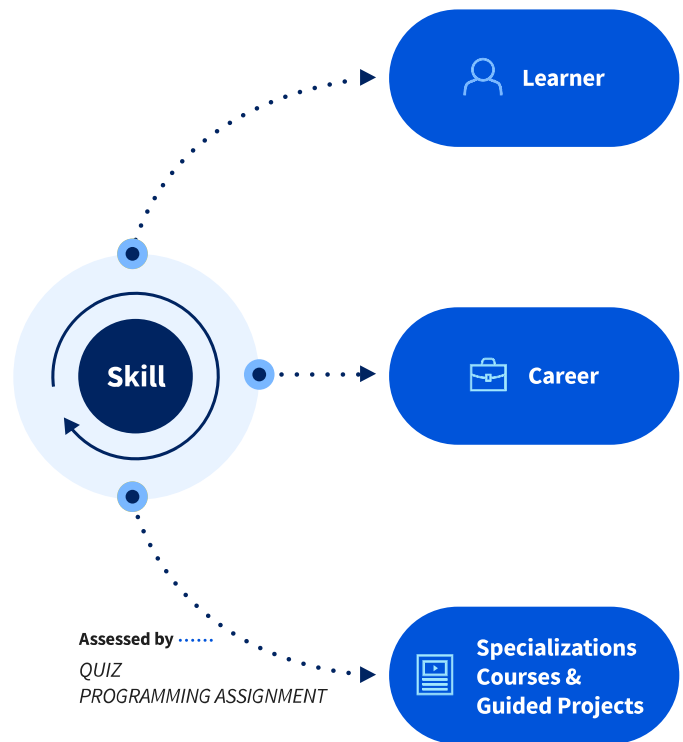 Learner
Skill
Career
Assessed by
QUIZ
PROGRAMMING ASSIGNMENT
Specializations
Courses &
Guided Projects